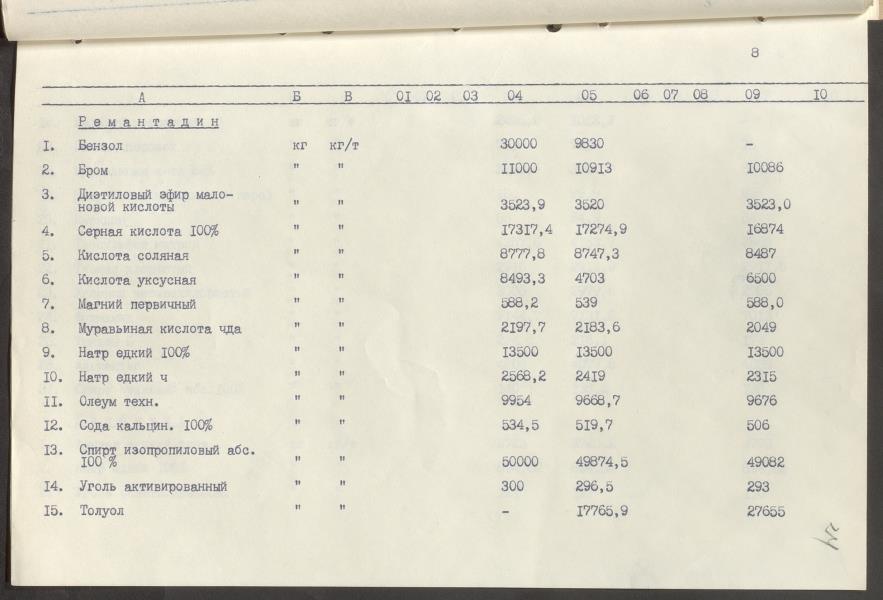 8
А Б В 01 02 03 04 05 06 07 08 09 10
Ремантадин
1. Бензол кг кг/т 30000 9830 -
2. Бром " " 11000 10913 10086
3. Диэтиловый эфир мало-
новой кислоты " " 3523,9 3520 3523,0
4. Серная кислота 100% " " 17317,4 17274,9 16874
5. Кислота соляная " " 8777,8 8747,3 8487
6. Кислота уксусная " " 8493,3 4703 6500
7. Магний первичный " " 588,2 539 588,0
8. Муравьиная кислота чда " " 2197,7 2183,6 2049
9. Натр едкий 100% " " 13500 13500 13500
10. Натр едкий ч " " 2568,2 2419 2315
11. Олеум техн. " " 9954 9668,7 9676
12. Сода кальцин. 100% " " 534,5 519,7 506
13. Спирт изопропиловый абс.
100 % " " 50000 49874,5 49082
14. Уголь активированный " " 300 296,5 293
15. Толуол " " - 17765,9 27655